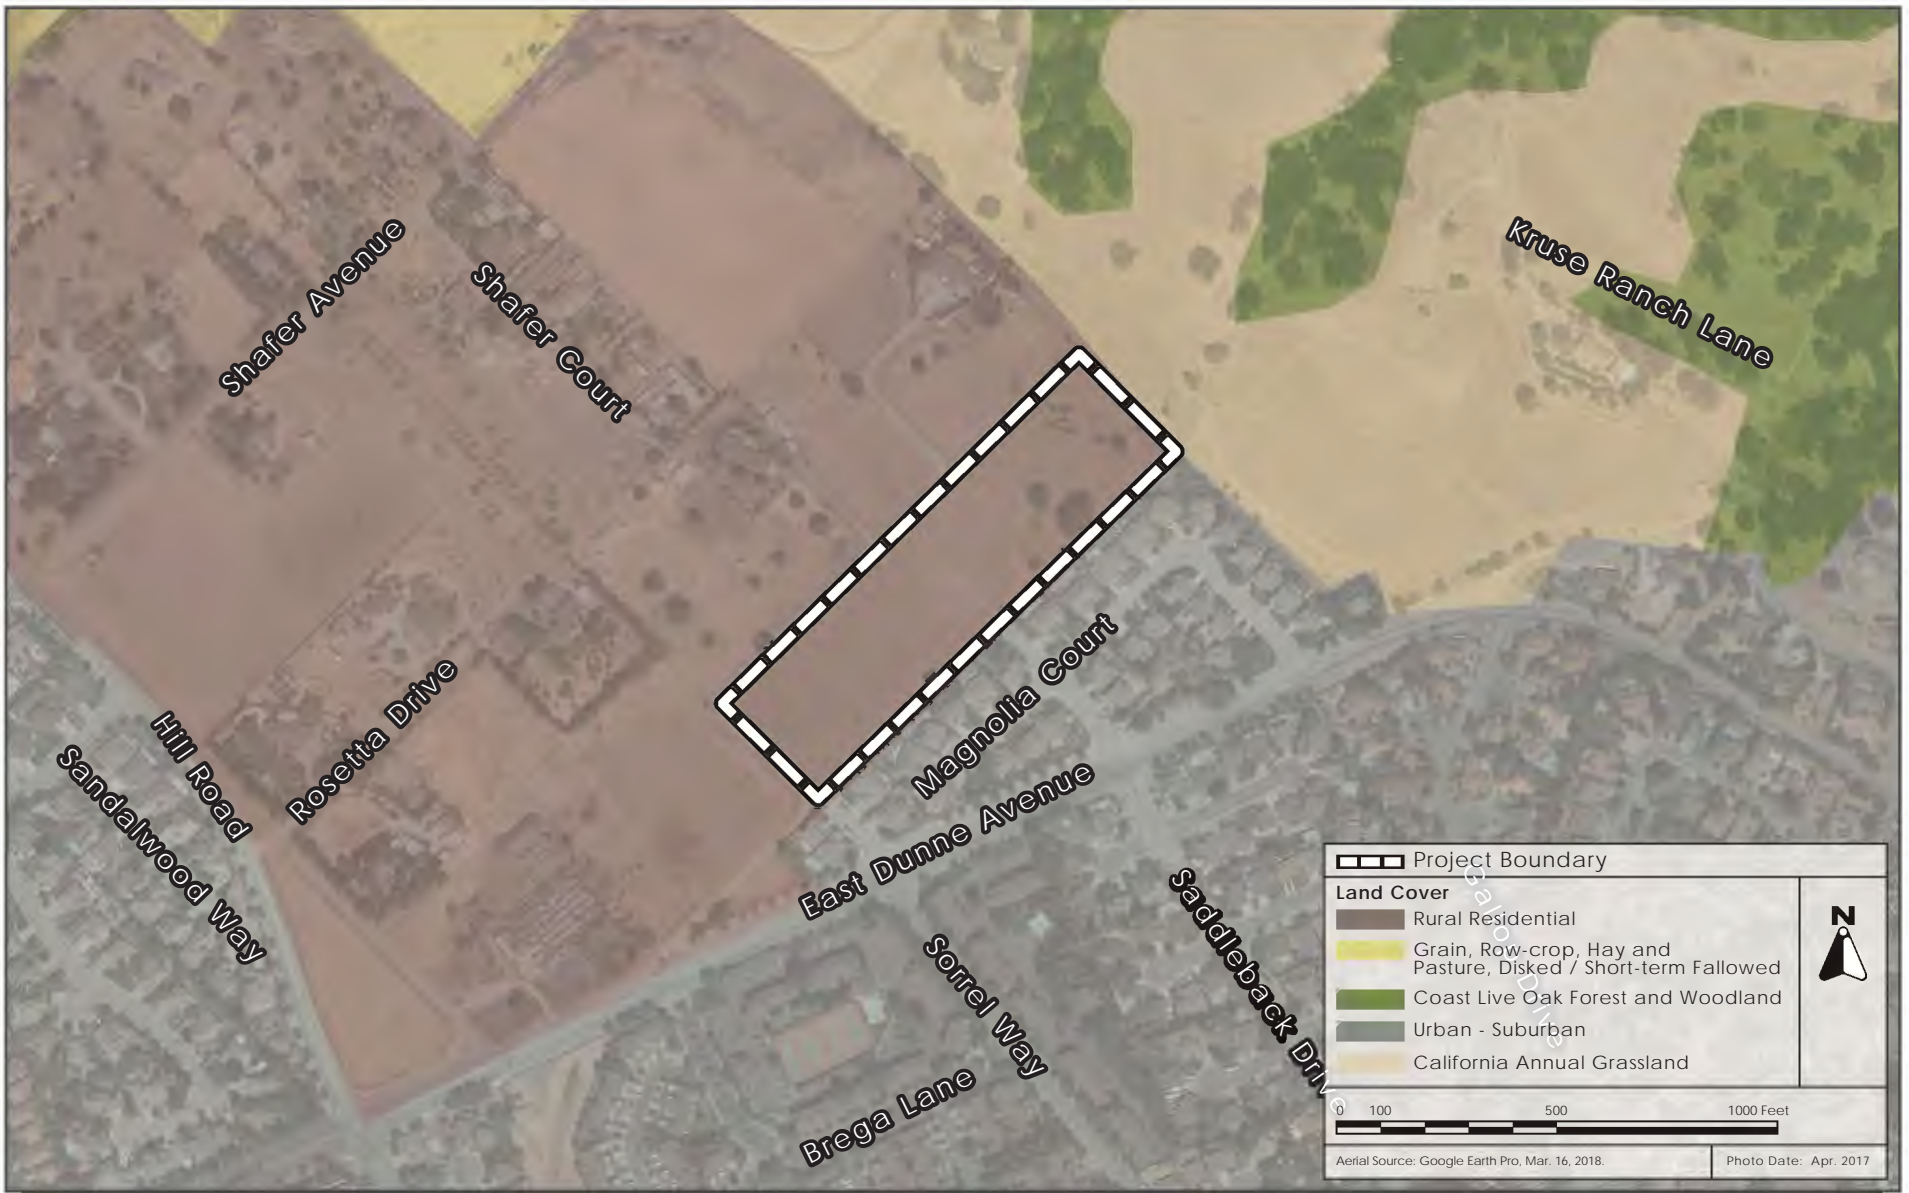 Kruse Ranch Lane
Shafer Avenue
Shafer Court
Magnolia Court
Rosetta Drive
Hill Road
Sandalwood Way
East Dunne Avenue
Saddleback Drive
Sorrel Way
Brega Lane
Galop Drive
Project Boundary
Land Cover
Rural Residential
Grain, Row-crop, Hay and
Pasture, Disked / Short-term Fallowed
Coast Live Oak Forest and Woodland
Urban - Suburban
California Annual Grassland
N
0 100 500 1000 Feet
Aerial Source: Google Earth Pro, Mar. 16, 2018.
Photo Date: Apr. 2017